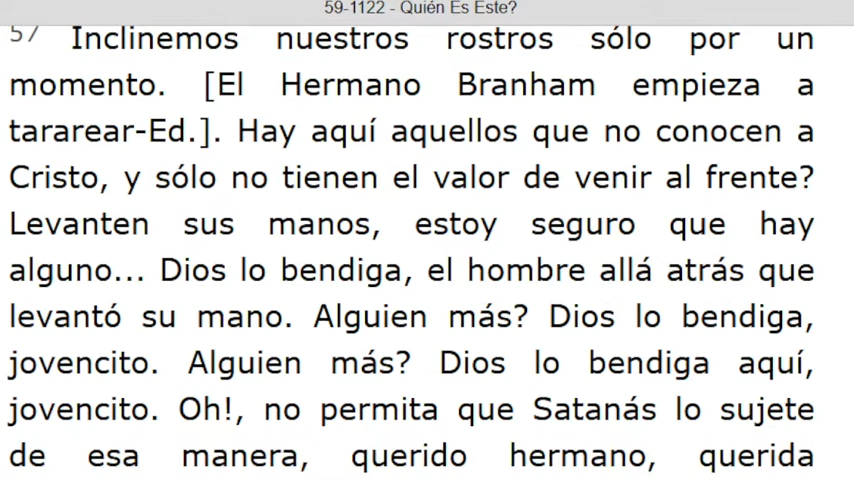 59-1122 - Quién Es Este?
57 Inclinemos nuestros rostros sólo por un
momento. [El Hermano Branham empieza a
tararear-Ed.]. Hay aquí aquellos que no conocen a
Cristo, y sólo no tienen el valor de venir al frente?
Levanten sus manos, estoy seguro que hay
alguno... Dios lo bendiga, el hombre allá atrás que
levantó su mano. Alguien más? Dios lo bendiga,
jovencito. Alguien más? Dios lo bendiga aquí,
jovencito. Oh!, no permita que Satanás lo sujete
de esa manera, querido hermano, querida